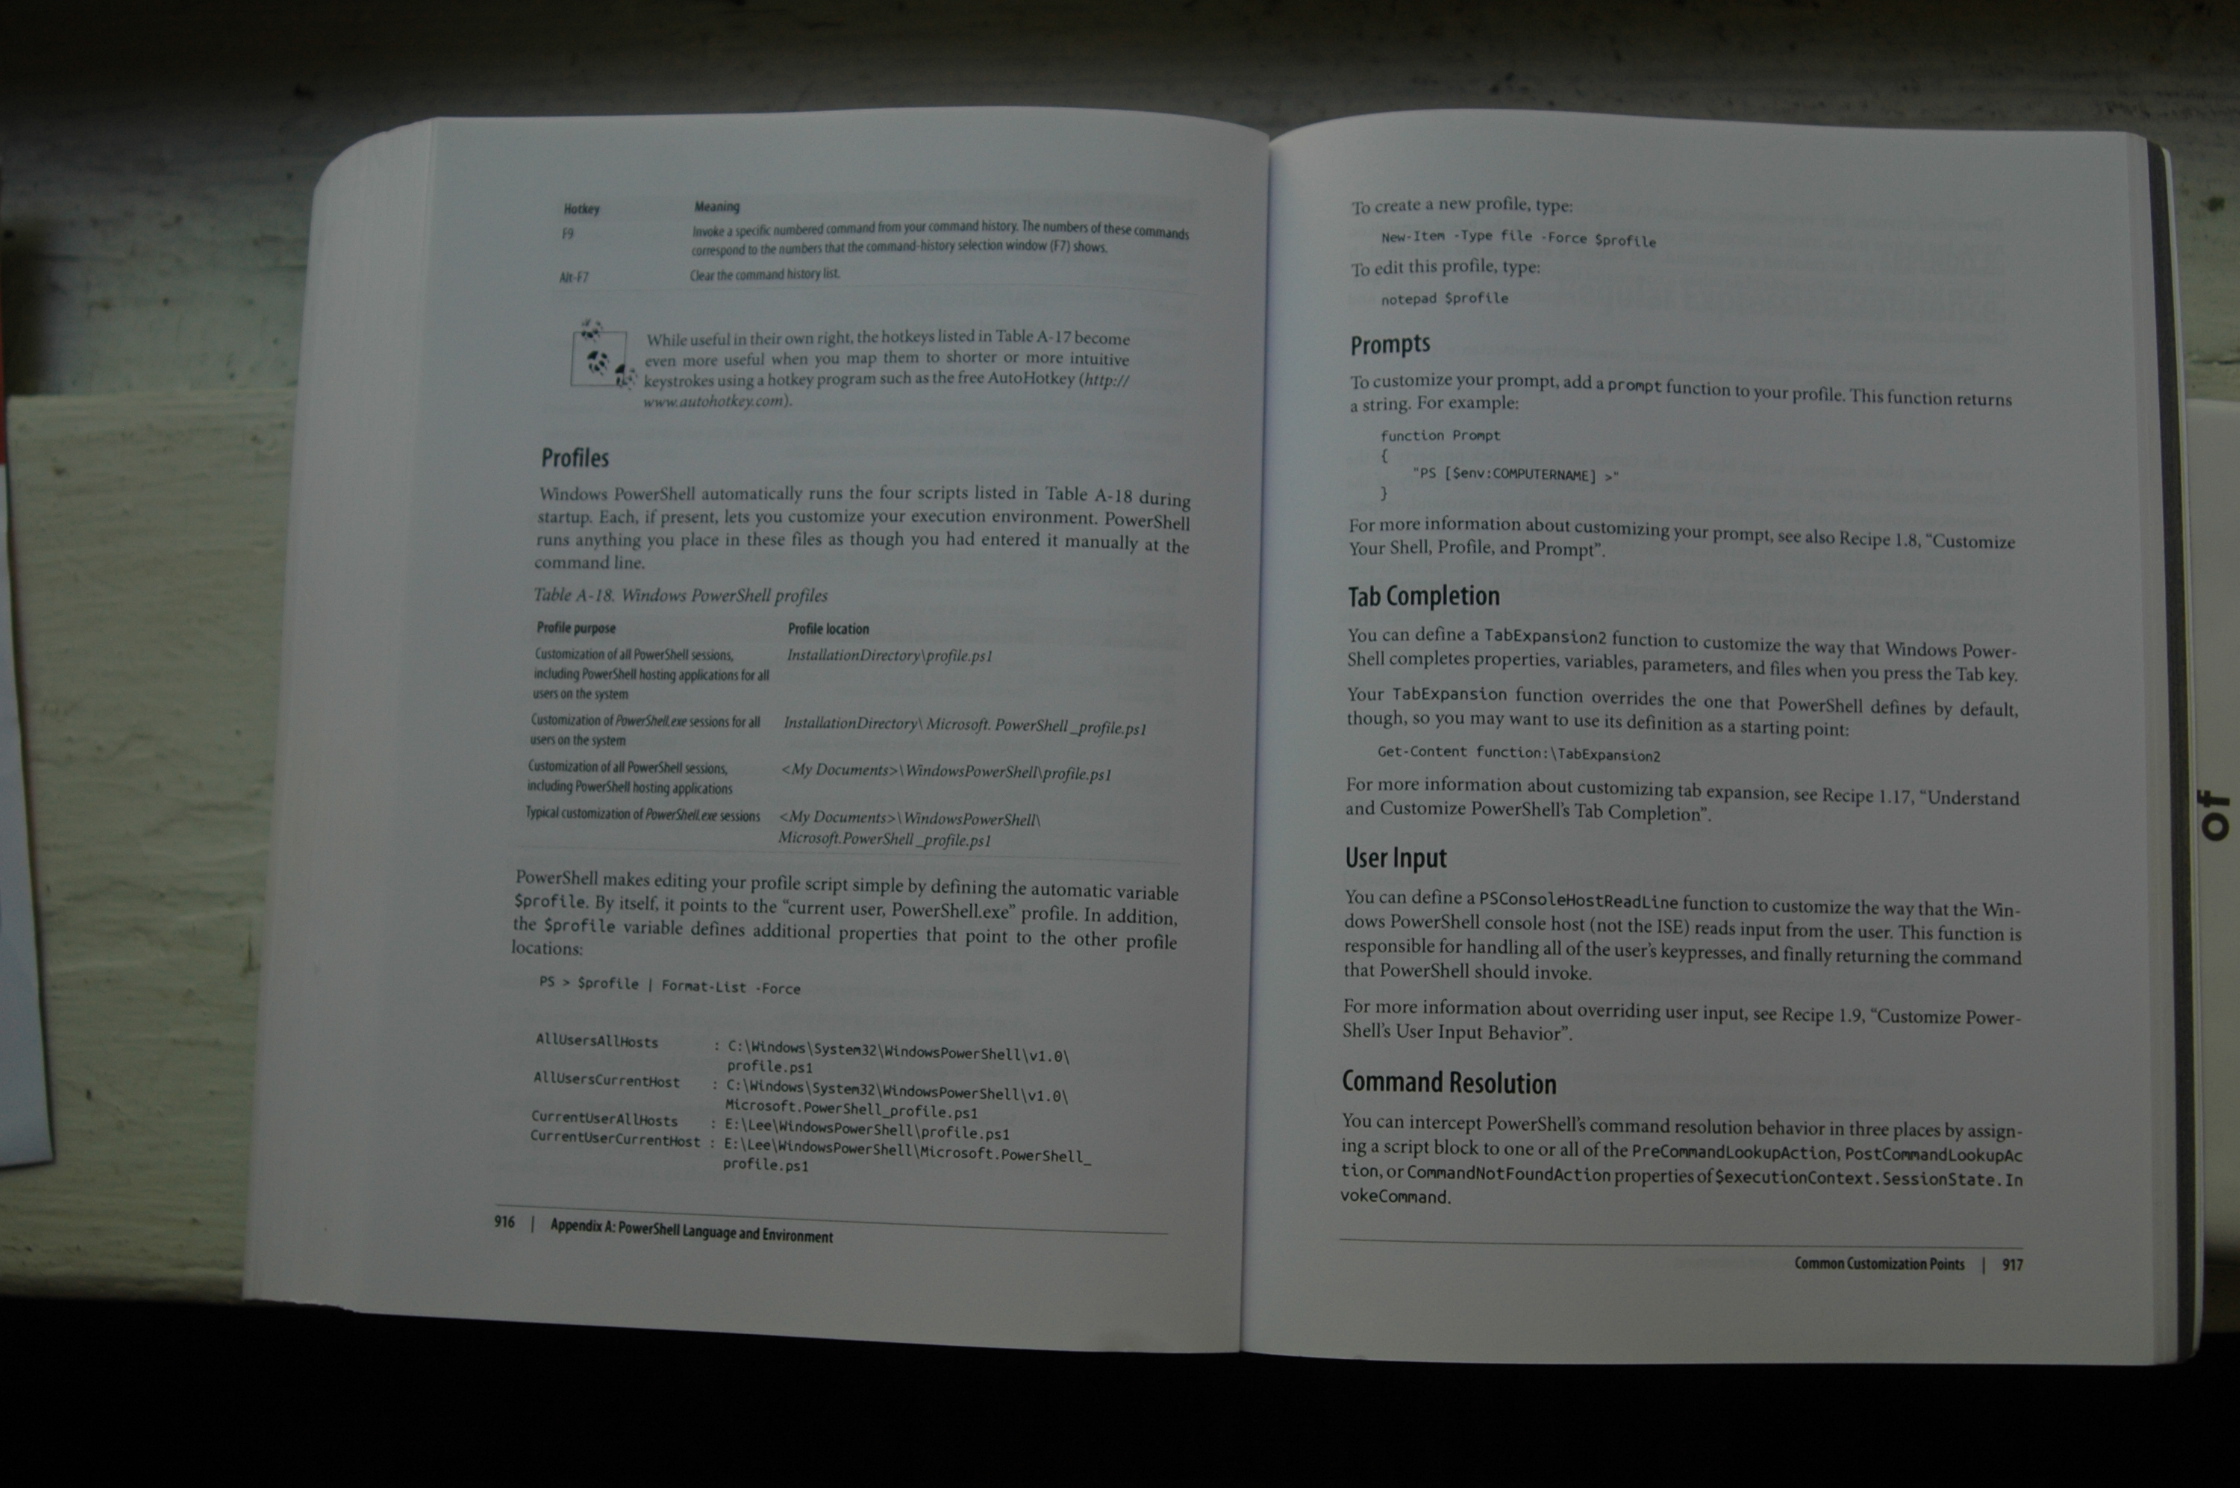 Hotkey Meaning
F9 Invoke a specific numbered command from your command history. The numbers of these commands
correspond to the numbers that the command-history selection window (F7) shows.
Alt-F7 Clear the command history list.
While useful in their own right, the hotkeys listed in Table A-17 become
even more useful when you map them to shorter or more intuitive
keystrokes using a hotkey program such as the free AutoHotkey (http://
www.autohotkey.com).
Profiles
Windows PowerShell automatically runs the four scripts listed in Table A-18 during
startup. Each, if present, lets you customize your execution environment. PowerShell
runs anything you place in these files as though you had entered it manually at the
command line.
Table A-18. Windows PowerShell profiles
Profile purpose Profile location
Customization of all PowerShell sessions, InstallationDirectory\profile.ps1
including PowerShell hosting applications for all
users on the system
Customization of PowerShell.exe sessions for all InstallationDirectory\ Microsoft. PowerShell _profile.ps1
users on the system
Customization of all PowerShell sessions, <My Documents>\WindowsPowerShell\profile.ps1
including PowerShell hosting applications
Typical customization of PowerShell.exe sessions <My Documents>\WindowsPowerShell\
Microsoft.PowerShell _profile.ps1
PowerShell makes editing your profile script simple by defining the automatic variable
$profile. By itself, it points to the “current user, PowerShell.exe” profile. In addition,
the $profile variable defines additional properties that point to the other profile
locations:
PS > $profile | Format-List -Force
AllUsersAllHosts : C:\Windows\System32\WindowsPowerShell\v1.0\
profile.ps1
AllUsersCurrentHost : C:\Windows\System32\WindowsPowerShell\v1.0\
Microsoft.PowerShell_profile.ps1
CurrentUserAllHosts : E:\Lee\WindowsPowerShell\profile.ps1
CurrentUserCurrentHost : E:\Lee\WindowsPowerShell\Microsoft.PowerShell_
profile.ps1
916 | Appendix A: PowerShell Language and Environment
To create a new profile, type:
New-Item -Type file -Force $profile
To edit this profile, type:
notepad $profile
Prompts
To customize your prompt, add a prompt function to your profile. This function returns
a string. For example:
function Prompt
{
"PS [$env:COMPUTERNAME] >"
}
For more information about customizing your prompt, see also Recipe 1.8, “Customize
Your Shell, Profile, and Prompt”.
Tab Completion
You can define a TabExpansion2 function to customize the way that Windows Power-
Shell completes properties, variables, parameters, and files when you press the Tab key.
Your TabExpansion function overrides the one that PowerShell defines by default,
though, so you may want to use its definition as a starting point:
Get-Content function:\TabExpansion2
For more information about customizing tab expansion, see Recipe 1.17, “Understand
and Customize PowerShell’s Tab Completion”.
User Input
You can define a PSConsoleHostReadLine function to customize the way that the Win-
dows PowerShell console host (not the ISE) reads input from the user. This function is
responsible for handling all of the user’s keypresses, and finally returning the command
that PowerShell should invoke.
For more information about overriding user input, see Recipe 1.9, “Customize Power-
Shell’s User Input Behavior”.
Command Resolution
You can intercept PowerShell’s command resolution behavior in three places by assign-
ing a script block to one or all of the PreCommandLookupAction, PostCommandLookupAc
tion, or CommandNotFoundAction properties of $executionContext.SessionState.In
vokeCommand.
Common Customization Points | 917
of